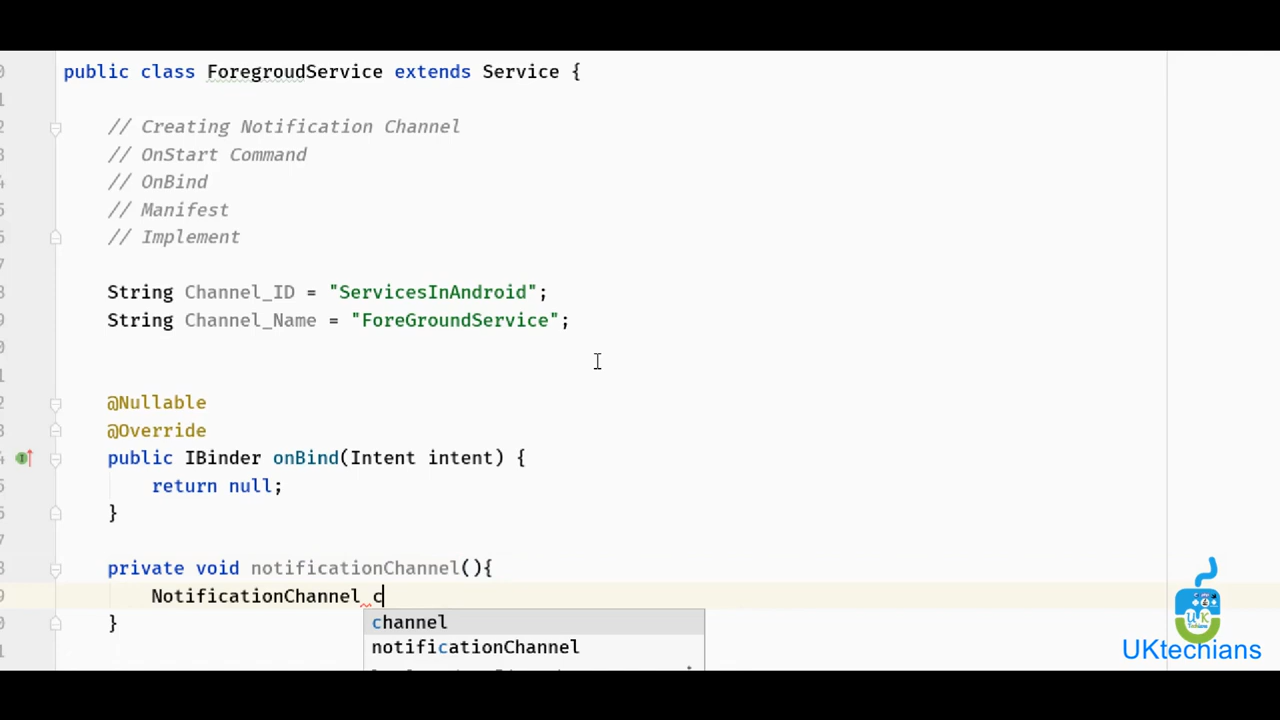 public class ForegroudService extends Service {
// Creating Notification Channel
// OnStart Command
// OnBind
// Manifest
// Implement
String Channel_ID = "ServicesInAndroid";
String Channel_Name = "ForeGroundService";
@Nullable
@Override
public IBinder onBind(Intent intent) {
return null;
}
private void notificationChannel(){
NotificationChannel c
channel
}
notificationChannel
UKtechians